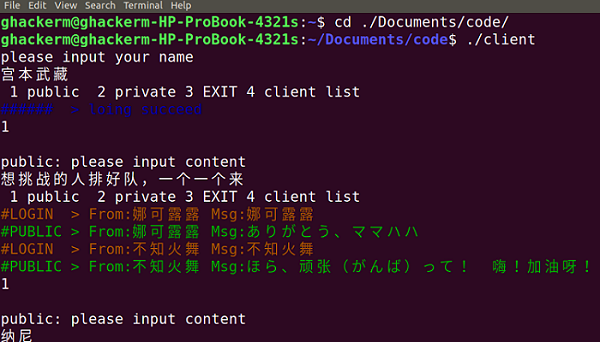 File Edit View Search Terminal Help
ghackerm@ghackerm-HP-ProBook-4321s:~$ cd ./Documents/code/
ghackerm@ghackerm-HP-ProBook-4321s:~/Documents/code$ ./client
please input your name
宫本武藏
1 public  2 private 3 EXIT 4 client list
###### > loing succeed
1
public: please input content
想挑战的人排好队，一个一个来
1 public  2 private 3 EXIT 4 client list
#LOGIN  > From:娜可露露 Msg:娜可露露
#PUBLIC > From:娜可露露 Msg:ありがとう、ママハハ
#LOGIN  > From:不知火舞 Msg:不知火舞
#PUBLIC > From:不知火舞 Msg:ほら、顽张（がんば）って！ 嗨！加油呀！
1
public: please input content
纳尼